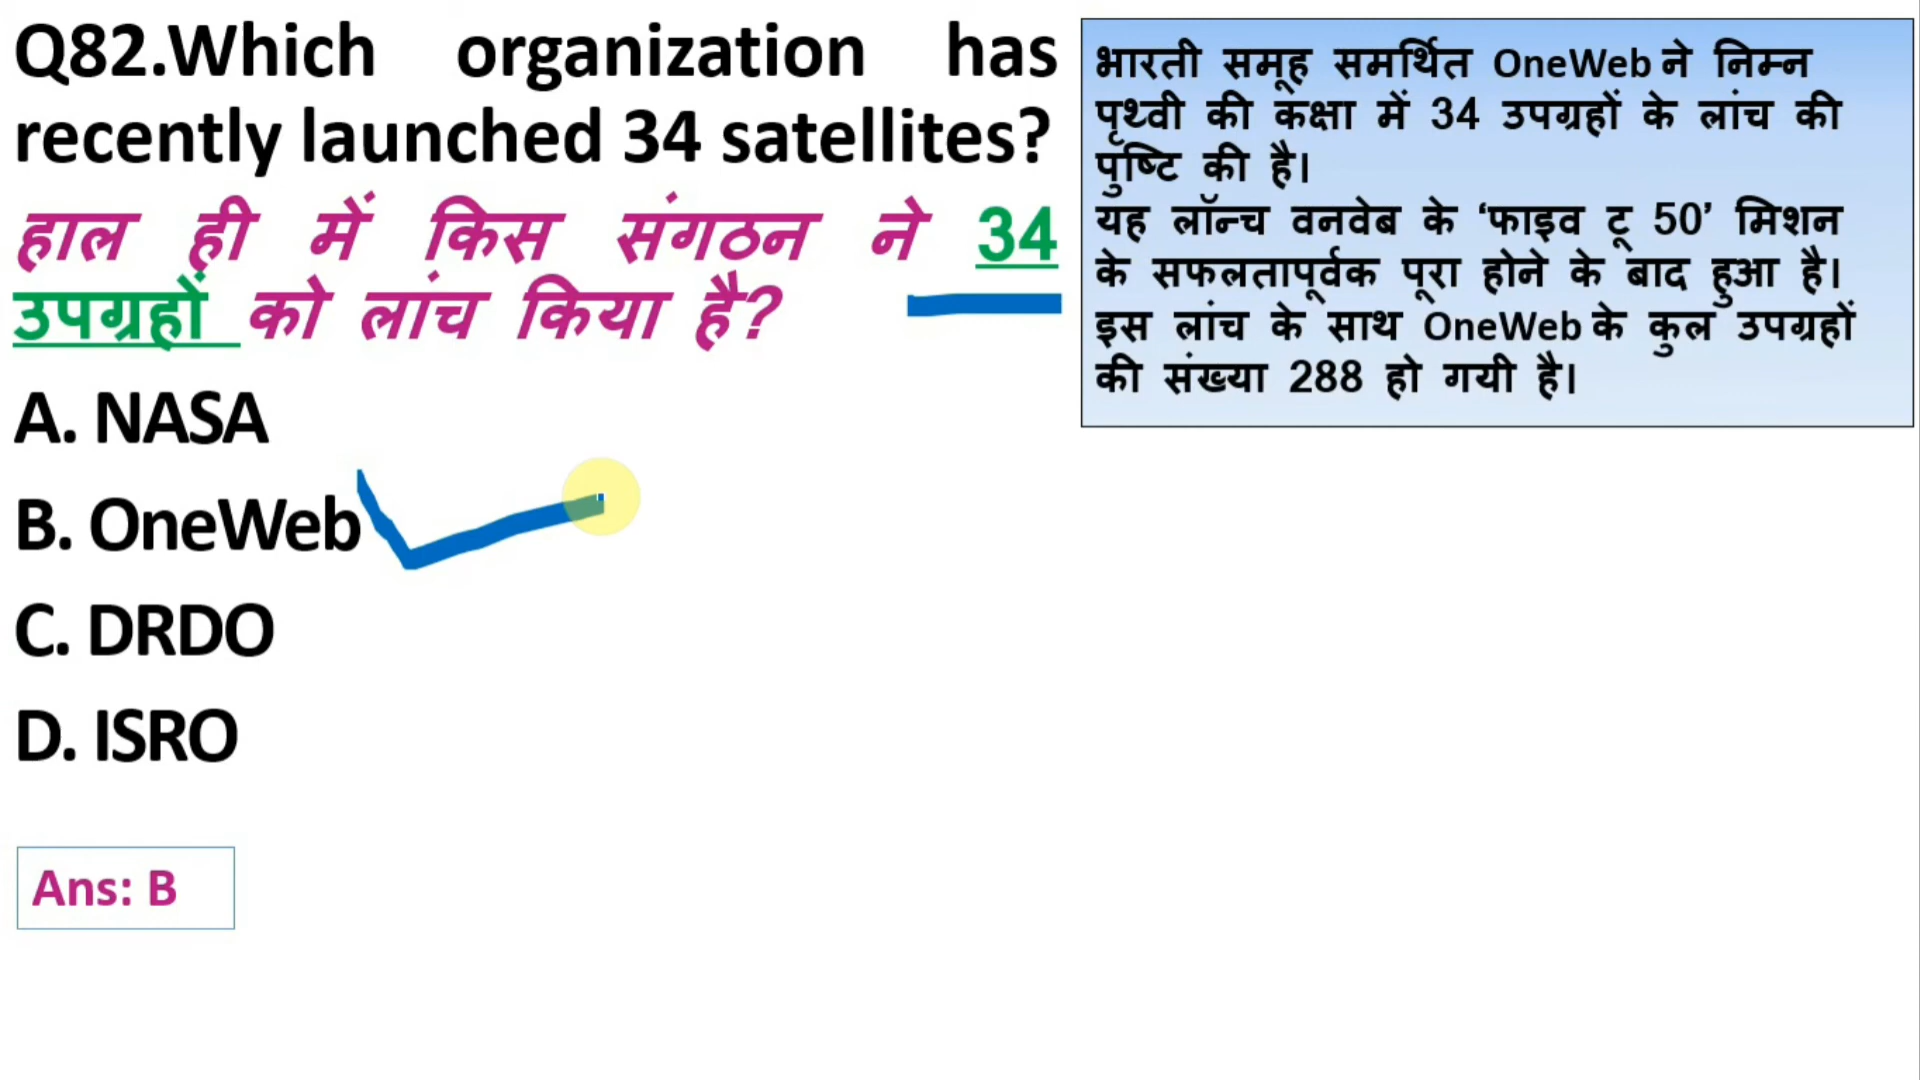 Q82.Which organization has
recently launched 34 satellites?
हाल ही में किस संगठन ने 34
उपग्रहों को लांच किया है?
A. NASA
B. OneWeb
C. DRDO
D. ISRO
Ans: B
भारती समूह समर्थित OneWeb ने निम्न
पृथ्वी की कक्षा में 34 उपग्रहों के लांच की
पुष्टि की है।
यह लॉन्च वनवेब के ‘फाइव टू 50’ मिशन
के सफलतापूर्वक पूरा होने के बाद हुआ है।
इस लांच के साथ OneWeb के कुल उपग्रहों
की संख्या 288 हो गयी है।